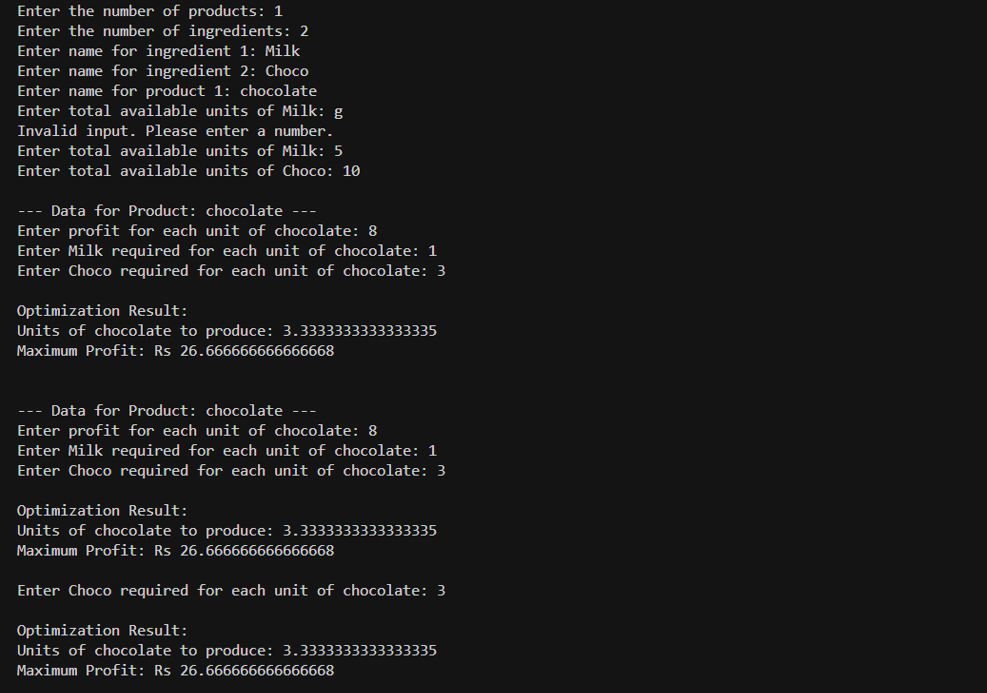 Enter the number of products: 1
Enter the number of ingredients: 2
Enter name for ingredient 1: Milk
Enter name for ingredient 2: Choco
Enter name for product 1: chocolate
Enter total available units of Milk: g
Invalid input. Please enter a number.
Enter total available units of Milk: 5
Enter total available units of Choco: 10
--- Data for Product: chocolate ---
Enter profit for each unit of chocolate: 8
Enter Milk required for each unit of chocolate: 1
Enter Choco required for each unit of chocolate: 3
Optimization Result:
Units of chocolate to produce: 3.3333333333333335
Maximum Profit: Rs 26.666666666666668
--- Data for Product: chocolate ---
Enter profit for each unit of chocolate: 8
Enter Milk required for each unit of chocolate: 1
Enter Choco required for each unit of chocolate: 3
Optimization Result:
Units of chocolate to produce: 3.3333333333333335
Maximum Profit: Rs 26.666666666666668
Enter Choco required for each unit of chocolate: 3
Optimization Result:
Units of chocolate to produce: 3.3333333333333335
Maximum Profit: Rs 26.666666666666668